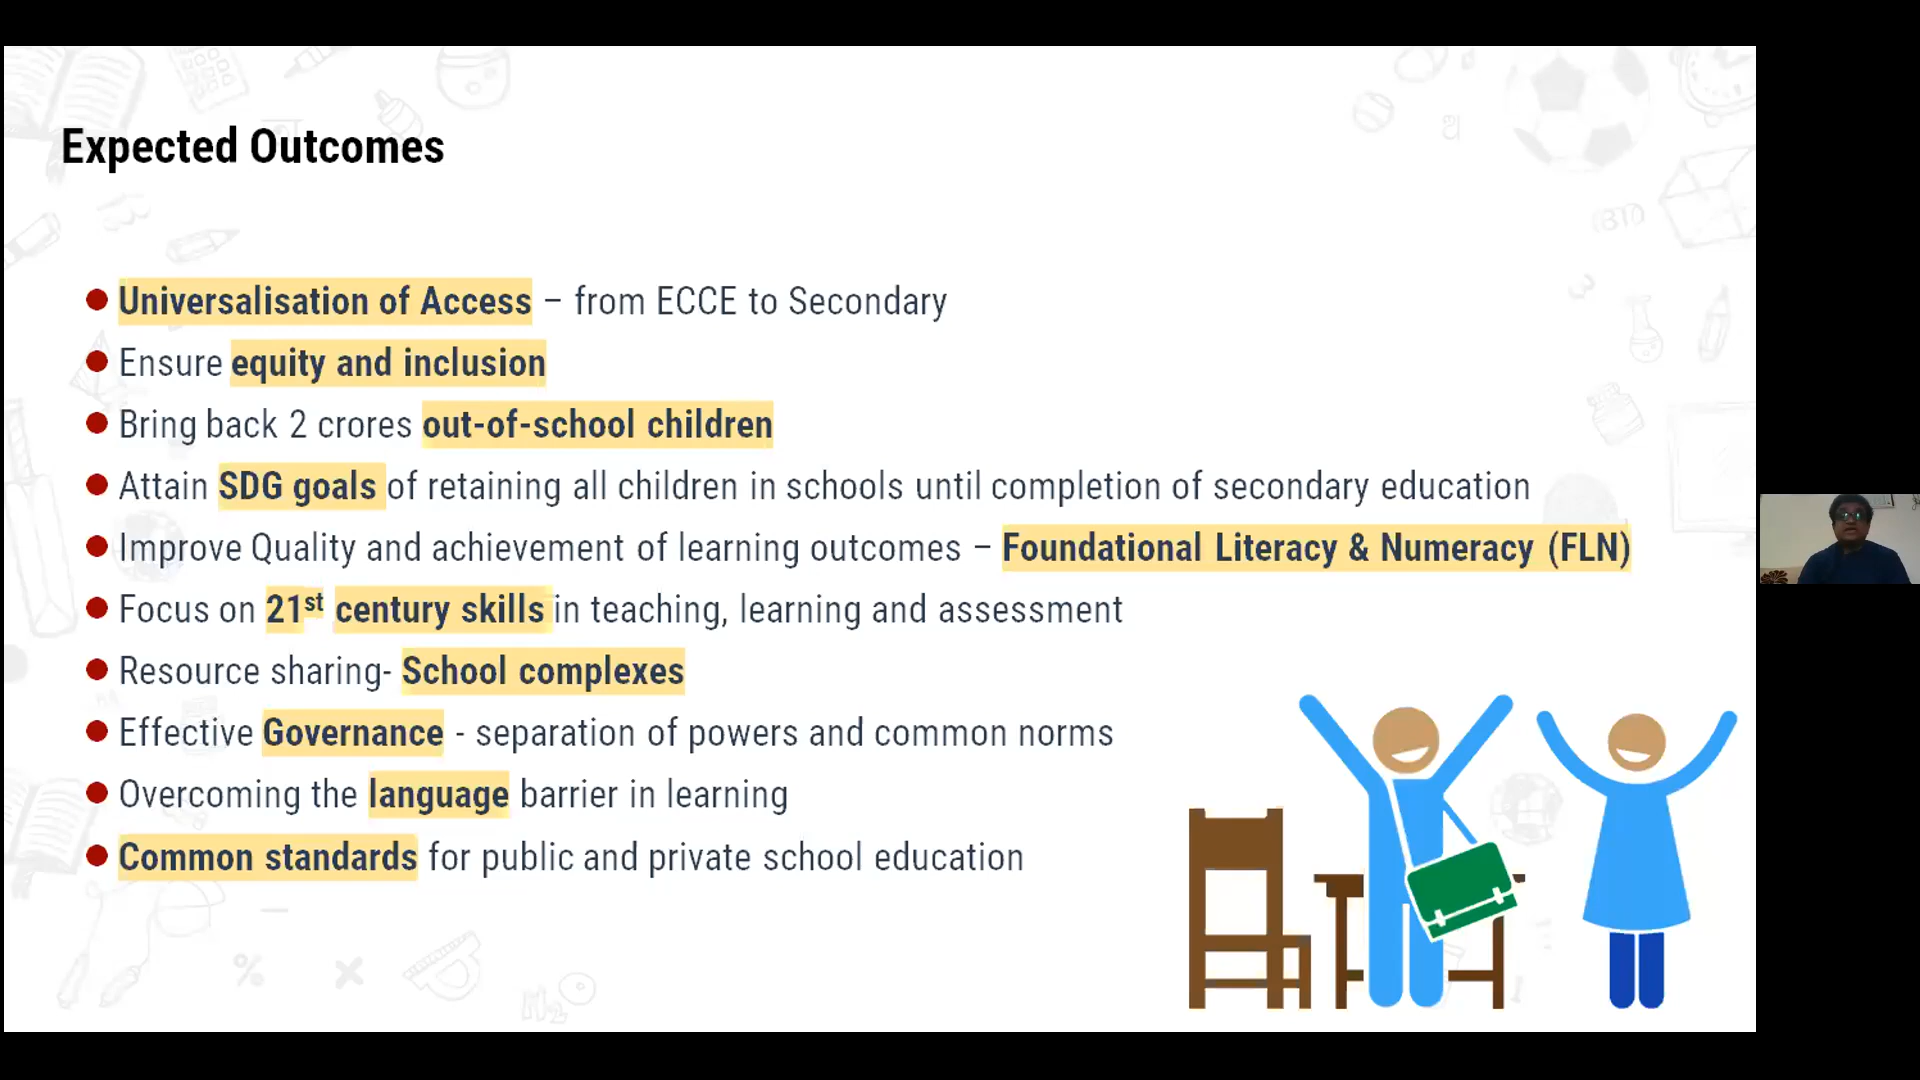 Expected Outcomes
Universalisation of Access – from ECCE to Secondary
Ensure equity and inclusion
Bring back 2 crores out-of-school children
Attain SDG goals of retaining all children in schools until completion of secondary education
Improve Quality and achievement of learning outcomes – Foundational Literacy & Numeracy (FLN)
Focus on 21st century skills in teaching, learning and assessment
Resource sharing- School complexes
Effective Governance - separation of powers and common norms
Overcoming the language barrier in learning
Common standards for public and private school education